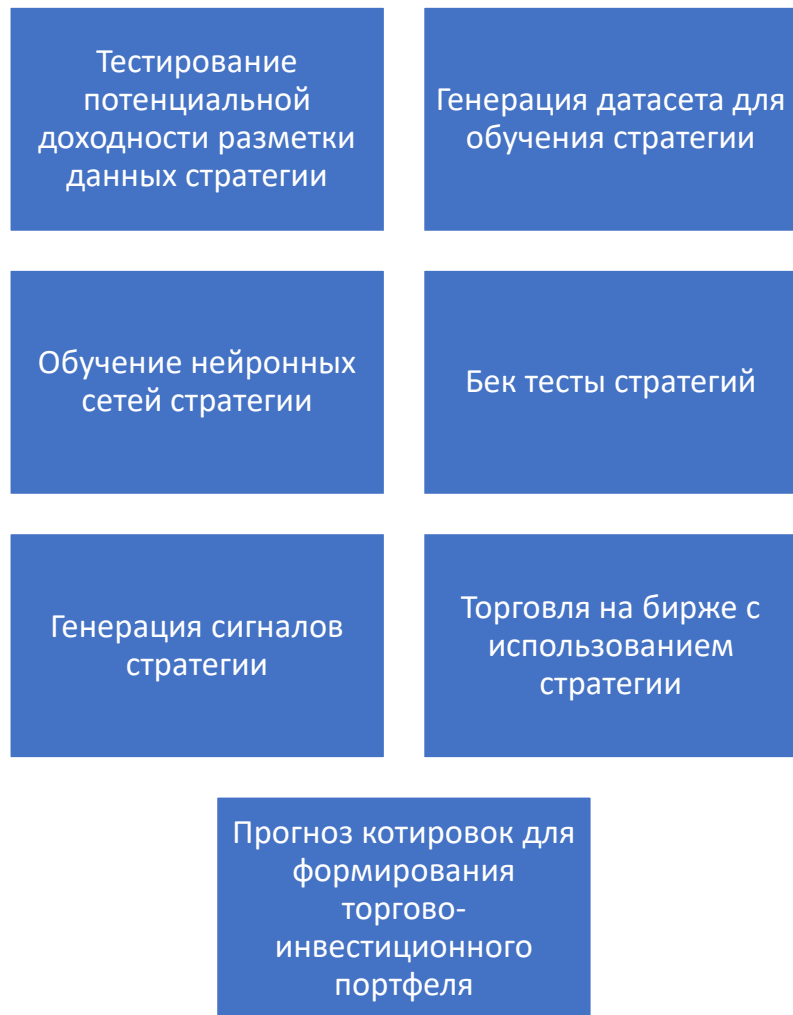 Тестирование
потенциальной
доходности разметки
данных стратегии
Генерация датасета для
обучения стратегии
Обучение нейронных
сетей стратегии
Бек тесты стратегий
Генерация сигналов
стратегии
Торговля на бирже с
использованием
стратегии
Прогноз котировок для
формирования
торгово-
инвестиционного
портфеля